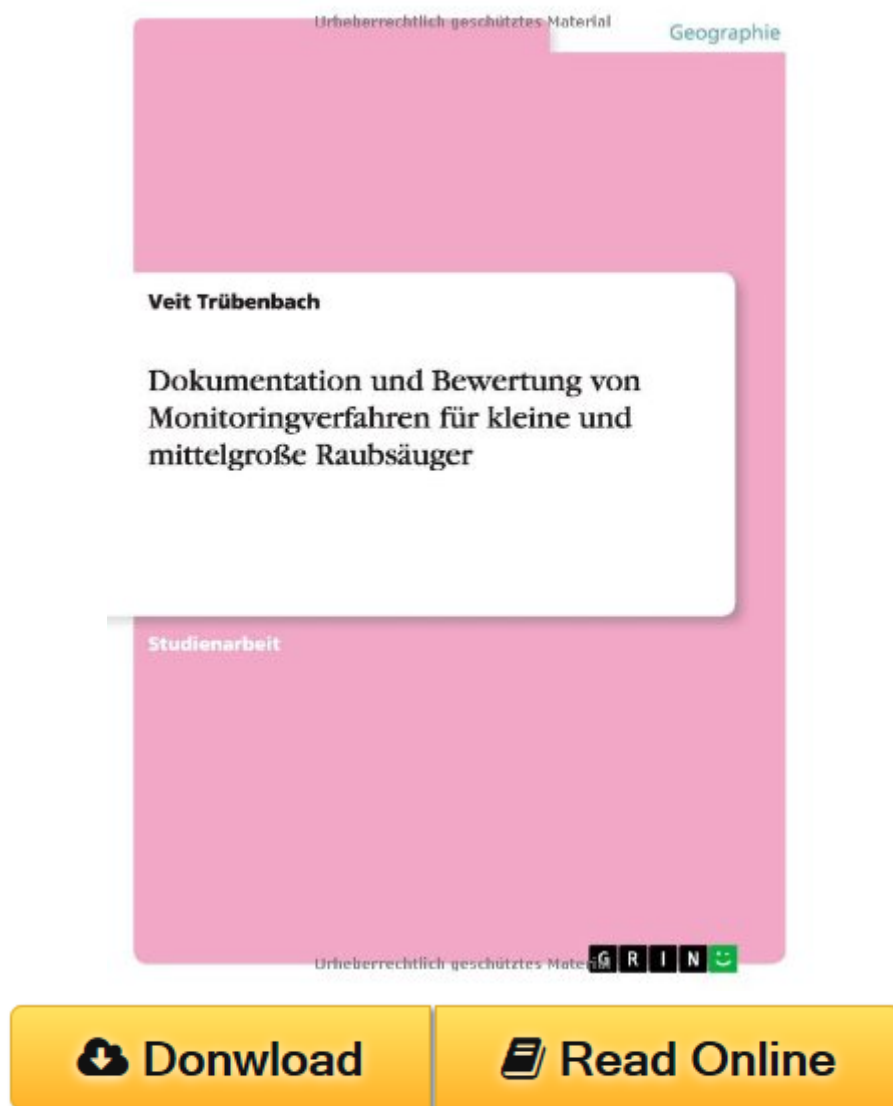 Urheberrechtlich geschütztes Material
Geographie
Veit Trübenbach
Dokumentation und Bewertung von
Monitoringverfahren für kleine und
mittelgroße Raubsäuger
Studienarbeit
Urheberrechtlich geschütztes Material
GRIN
Donwload
Read Online